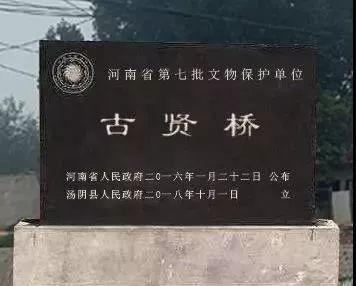 河南省第七批文物保护单位
古贤桥
河南省人民政府二〇一六年一月二十二日 公布
汤阴县人民政府二〇一八年十月一日 立